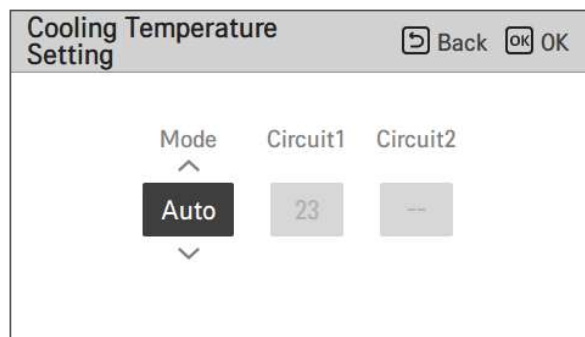 Cooling Temperature
Setting
Back OK OK
Mode Circuit1 Circuit2
Auto 23 --